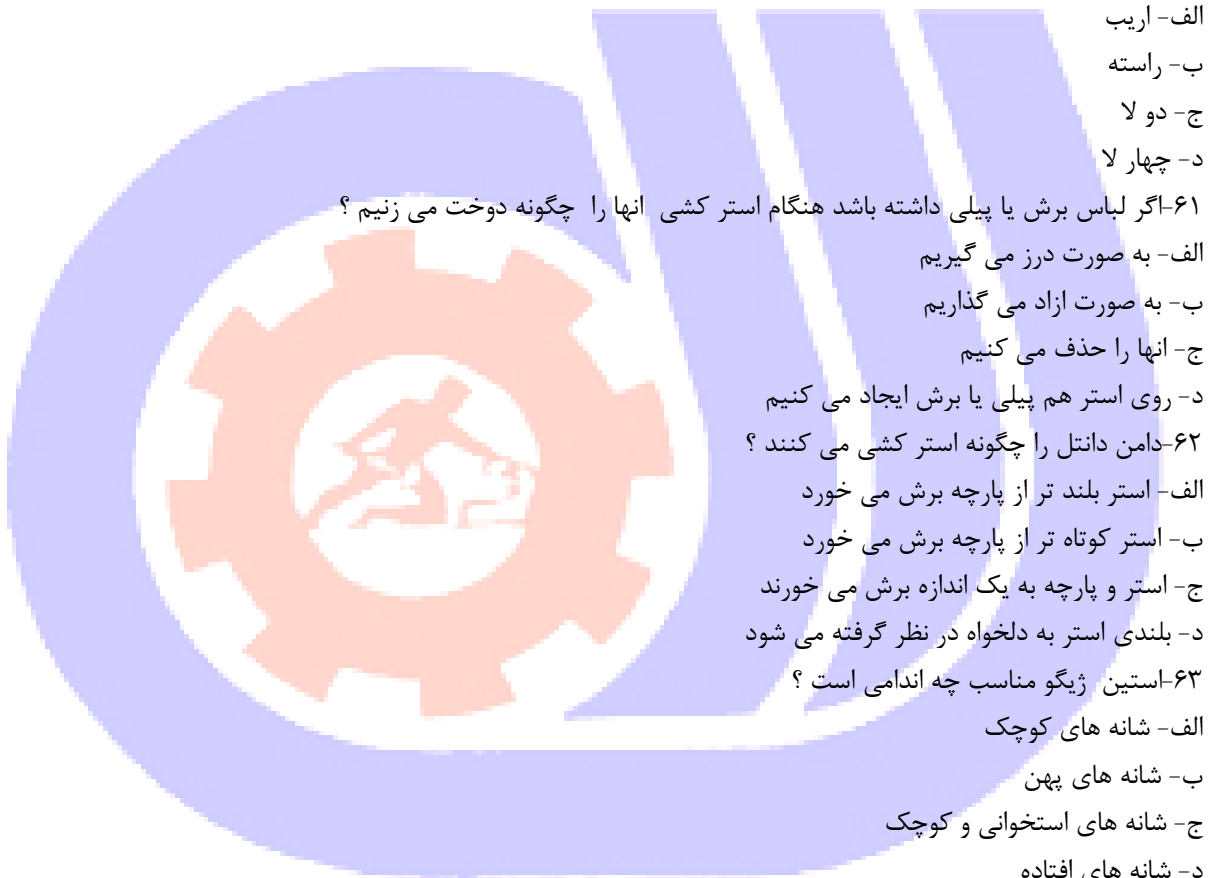 الف- اریب
ب- راسته
ج- دو لا
د- چهار لا
۶۱-اگر لباس برش یا پیلی داشته باشد هنگام استر کشی انها را چگونه دوخت می زنیم ؟
الف- به صورت درز می گیریم
ب- به صورت ازاد می گذاریم
ج- انها را حذف می کنیم
د- روی استر هم پیلی یا برش ایجاد می کنیم
۶۲-دامن دانتل را چگونه استر کشی می کنند ؟
الف- استر بلند تر از پارچه برش می خورد
ب- استر کوتاه تر از پارچه برش می خورد
ج- استر و پارچه به یک اندازه برش می خورند
د- بلندی استر به دلخواه در نظر گرفته می شود
۶۳-استین ژیگو مناسب چه اندامی است ؟
الف- شانه های کوچک
ب- شانه های پهن
ج- شانه های استخوانی و کوچک
د- شانه های افتاده